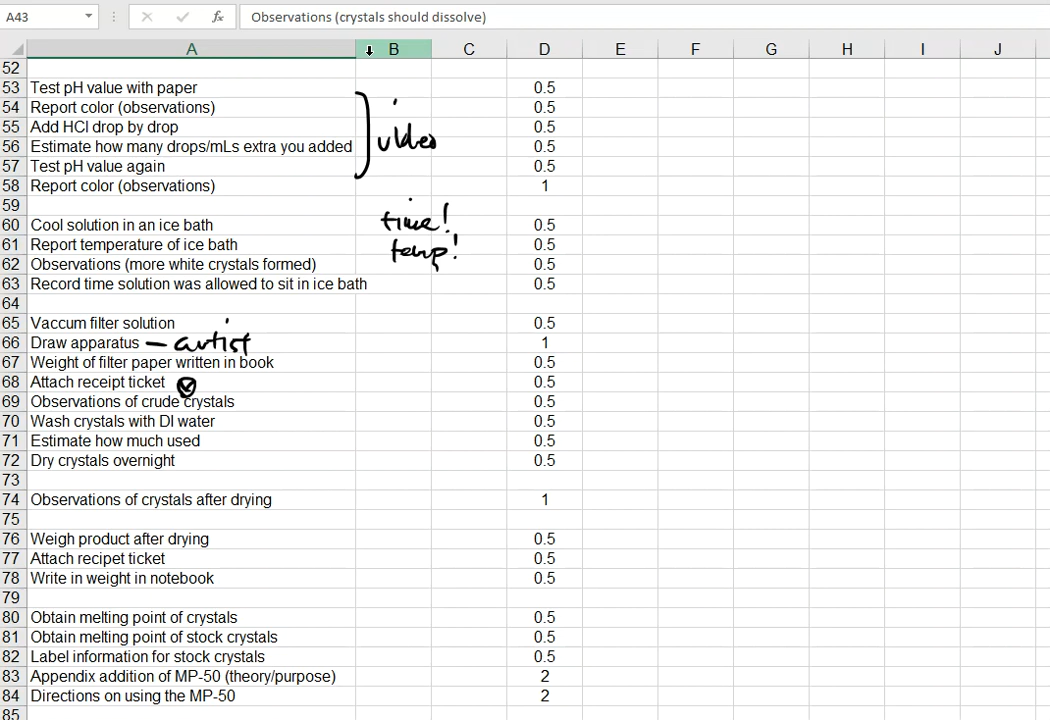 A43 fx Observations (crystals should dissolve)
A B C D E F G H I J
52
53 Test pH value with paper 0.5
54 Report color (observations) 0.5
55 Add HCl drop by drop 0.5
56 Estimate how many drops/mLs extra you added 0.5
video
57 Test pH value again 0.5
58 Report color (observations) 1
59
60 Cool solution in an ice bath time! 0.5
61 Report temperature of ice bath temp! 0.5
62 Observations (more white crystals formed) 0.5
63 Record time solution was allowed to sit in ice bath 0.5
64
65 Vaccum filter solution 0.5
66 Draw apparatus — artist 1
67 Weight of filter paper written in book 0.5
68 Attach receipt ticket 0.5
69 Observations of crude crystals 0.5
70 Wash crystals with DI water 0.5
71 Estimate how much used 0.5
72 Dry crystals overnight 0.5
73
74 Observations of crystals after drying 1
75
76 Weigh product after drying 0.5
77 Attach recipet ticket 0.5
78 Write in weight in notebook 0.5
79
80 Obtain melting point of crystals 0.5
81 Obtain melting point of stock crystals 0.5
82 Label information for stock crystals 0.5
83 Appendix addition of MP-50 (theory/purpose) 2
84 Directions on using the MP-50 2
85